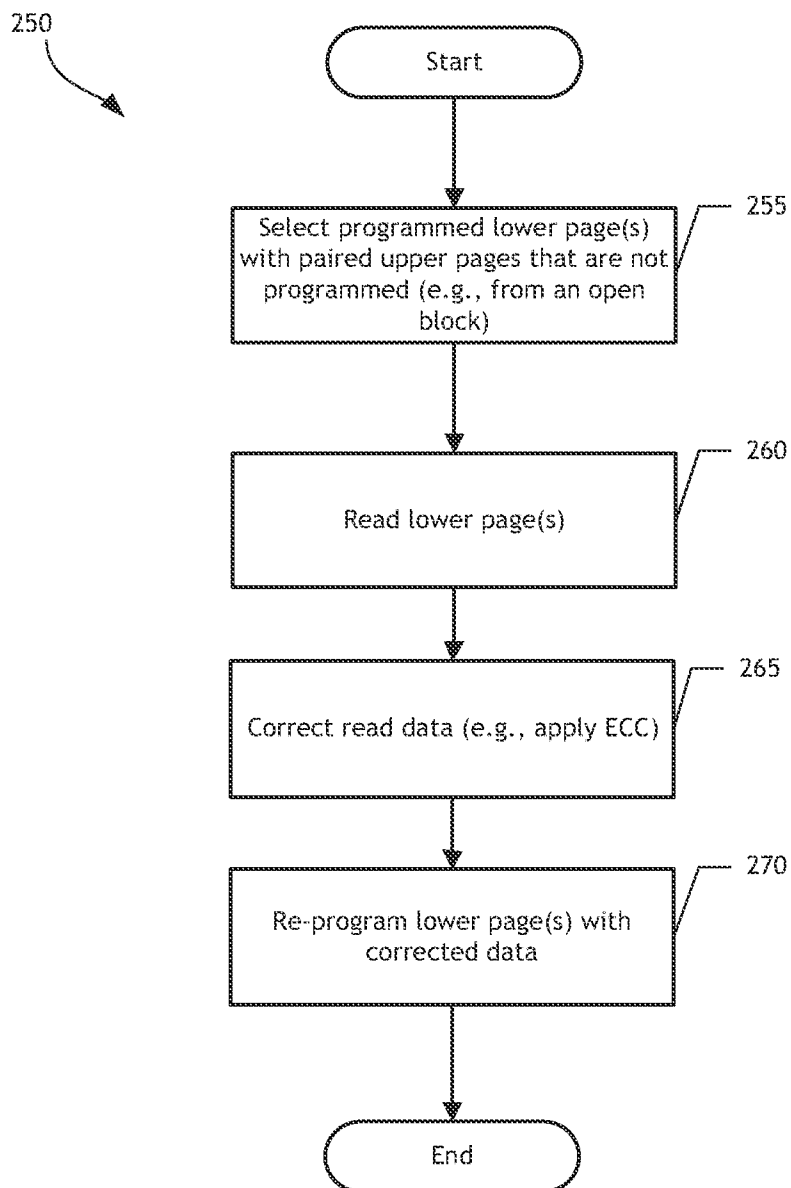 250
Start
255
Select programmed lower page(s)
with paired upper pages that are not
programmed (e.g., from an open
block)
260
Read lower page(s)
265
Correct read data (e.g., apply ECC)
270
Re-program lower page(s) with
corrected data
End